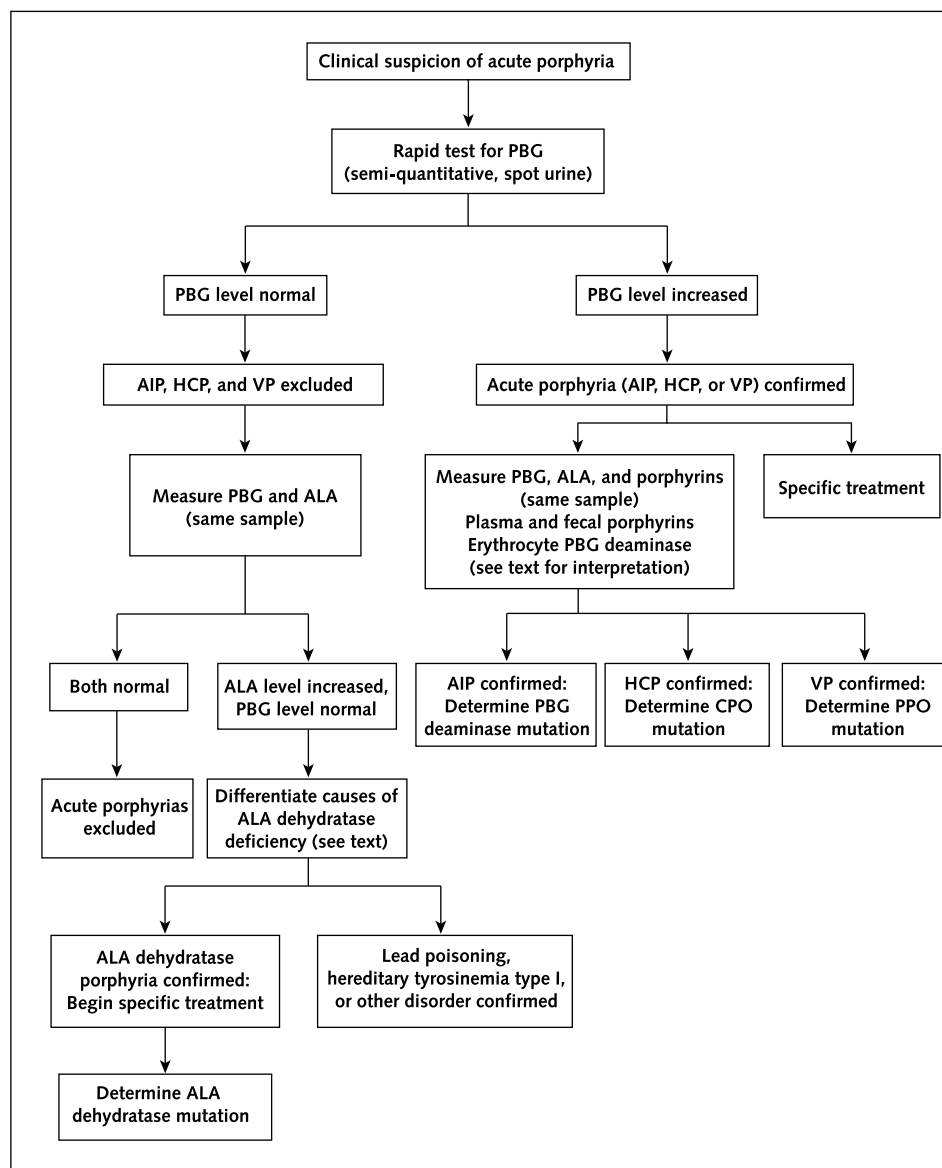 Clinical suspicion of acute porphyria
Rapid test for PBG
(semi-quantitative, spot urine)
PBG level normal
PBG level increased
AIP, HCP, and VP excluded
Acute porphyria (AIP, HCP, or VP) confirmed
Measure PBG and ALA
(same sample)
Measure PBG, ALA, and porphyrins
(same sample)
Plasma and fecal porphyrins
Erythrocyte PBG deaminase
(see text for interpretation)
Specific treatment
Both normal
ALA level increased,
PBG level normal
AIP confirmed:
Determine PBG
deaminase mutation
HCP confirmed:
Determine CPO
mutation
VP confirmed:
Determine PPO
mutation
Acute porphyrias
excluded
Differentiate causes of
ALA dehydratase
deficiency (see text)
ALA dehydratase
porphyria confirmed:
Begin specific treatment
Lead poisoning,
hereditary tyrosinemia type I,
or other disorder confirmed
Determine ALA
dehydratase mutation